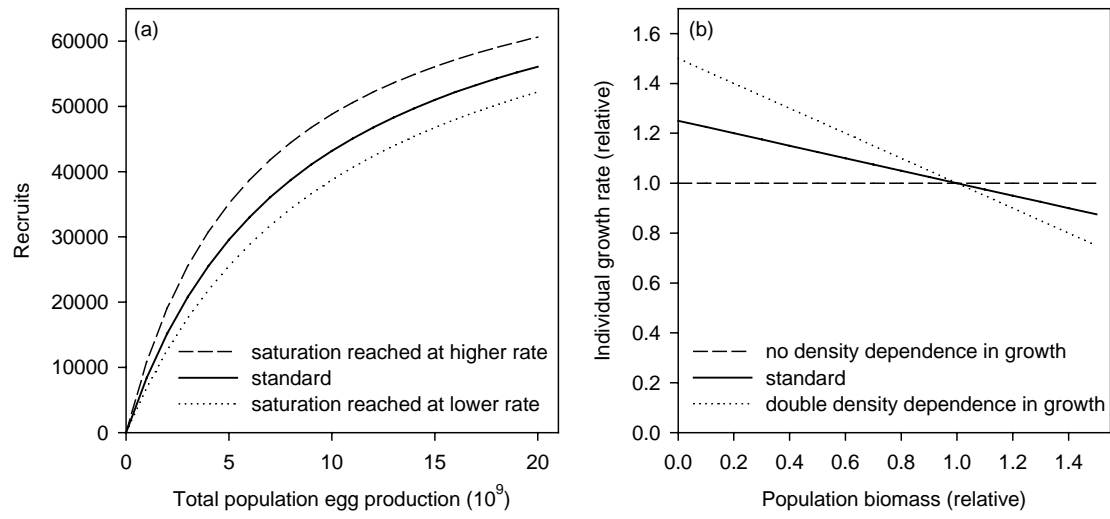 (a)
Recruits
60000
50000
40000
30000
20000
10000
0
saturation reached at higher rate
standard
saturation reached at lower rate
0 5 10 15 20
Total population egg production (10⁹)
(b)
Individual growth rate (relative)
1.6
1.4
1.2
1.0
0.8
0.6
0.4
0.2
0.0
no density dependence in growth
standard
double density dependence in growth
0.0 0.2 0.4 0.6 0.8 1.0 1.2 1.4
Population biomass (relative)